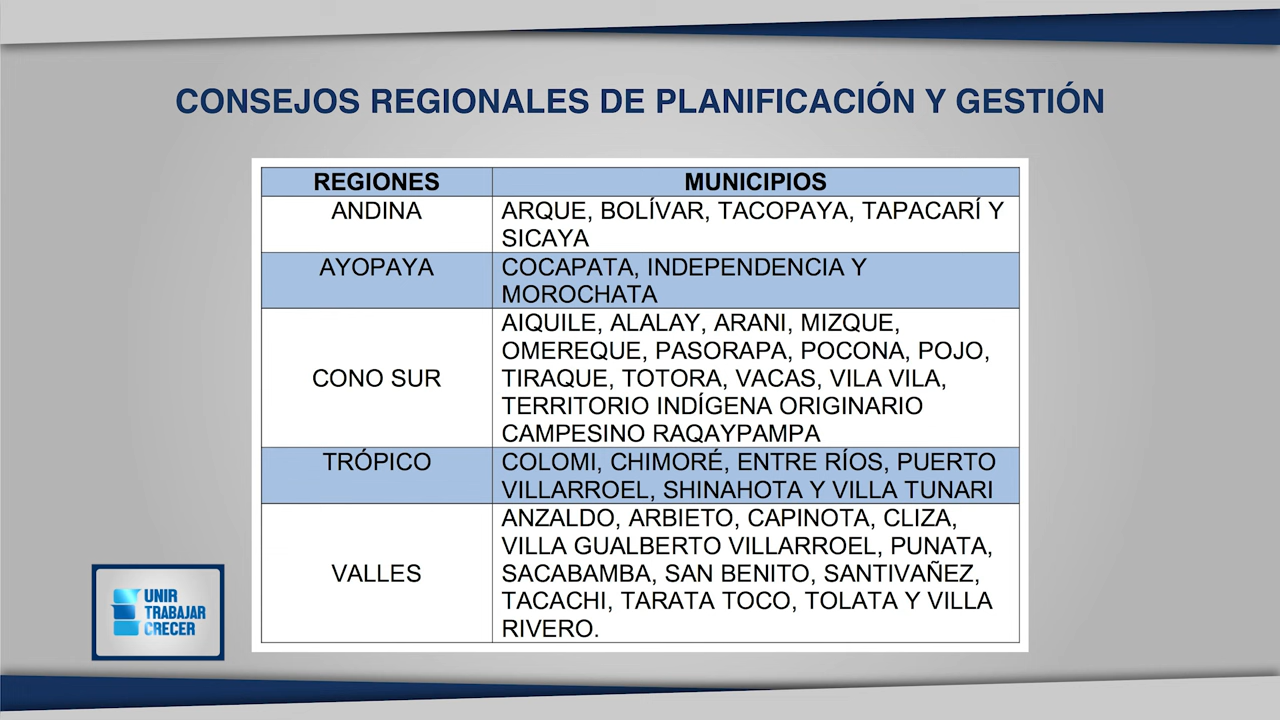 CONSEJOS REGIONALES DE PLANIFICACIÓN Y GESTIÓN
REGIONES MUNICIPIOS
ANDINA ARQUE, BOLÍVAR, TACOPAYA, TAPACARÍ Y
SICAYA
AYOPAYA COCAPATA, INDEPENDENCIA Y
MOROCHATA
CONO SUR
AIQUILE, ALALAY, ARANI, MIZQUE,
OMEREQUE, PASORAPA, POCONA, POJO,
TIRAQUE, TOTORA, VACAS, VILA VILA,
TERRITORIO INDÍGENA ORIGINARIO
CAMPESINO RAQAYPAMPA
TRÓPICO COLOMI, CHIMORÉ, ENTRE RÍOS, PUERTO
VILLARROEL, SHINAHOTA Y VILLA TUNARI
VALLES
ANZALDO, ARBIETO, CAPINOTA, CLIZA,
VILLA GUALBERTO VILLARROEL, PUNATA,
SACABAMBA, SAN BENITO, SANTIVAÑEZ,
TACACHI, TARATA TOCO, TOLATA Y VILLA
RIVERO.
UNIR
TRABAJAR
CRECER